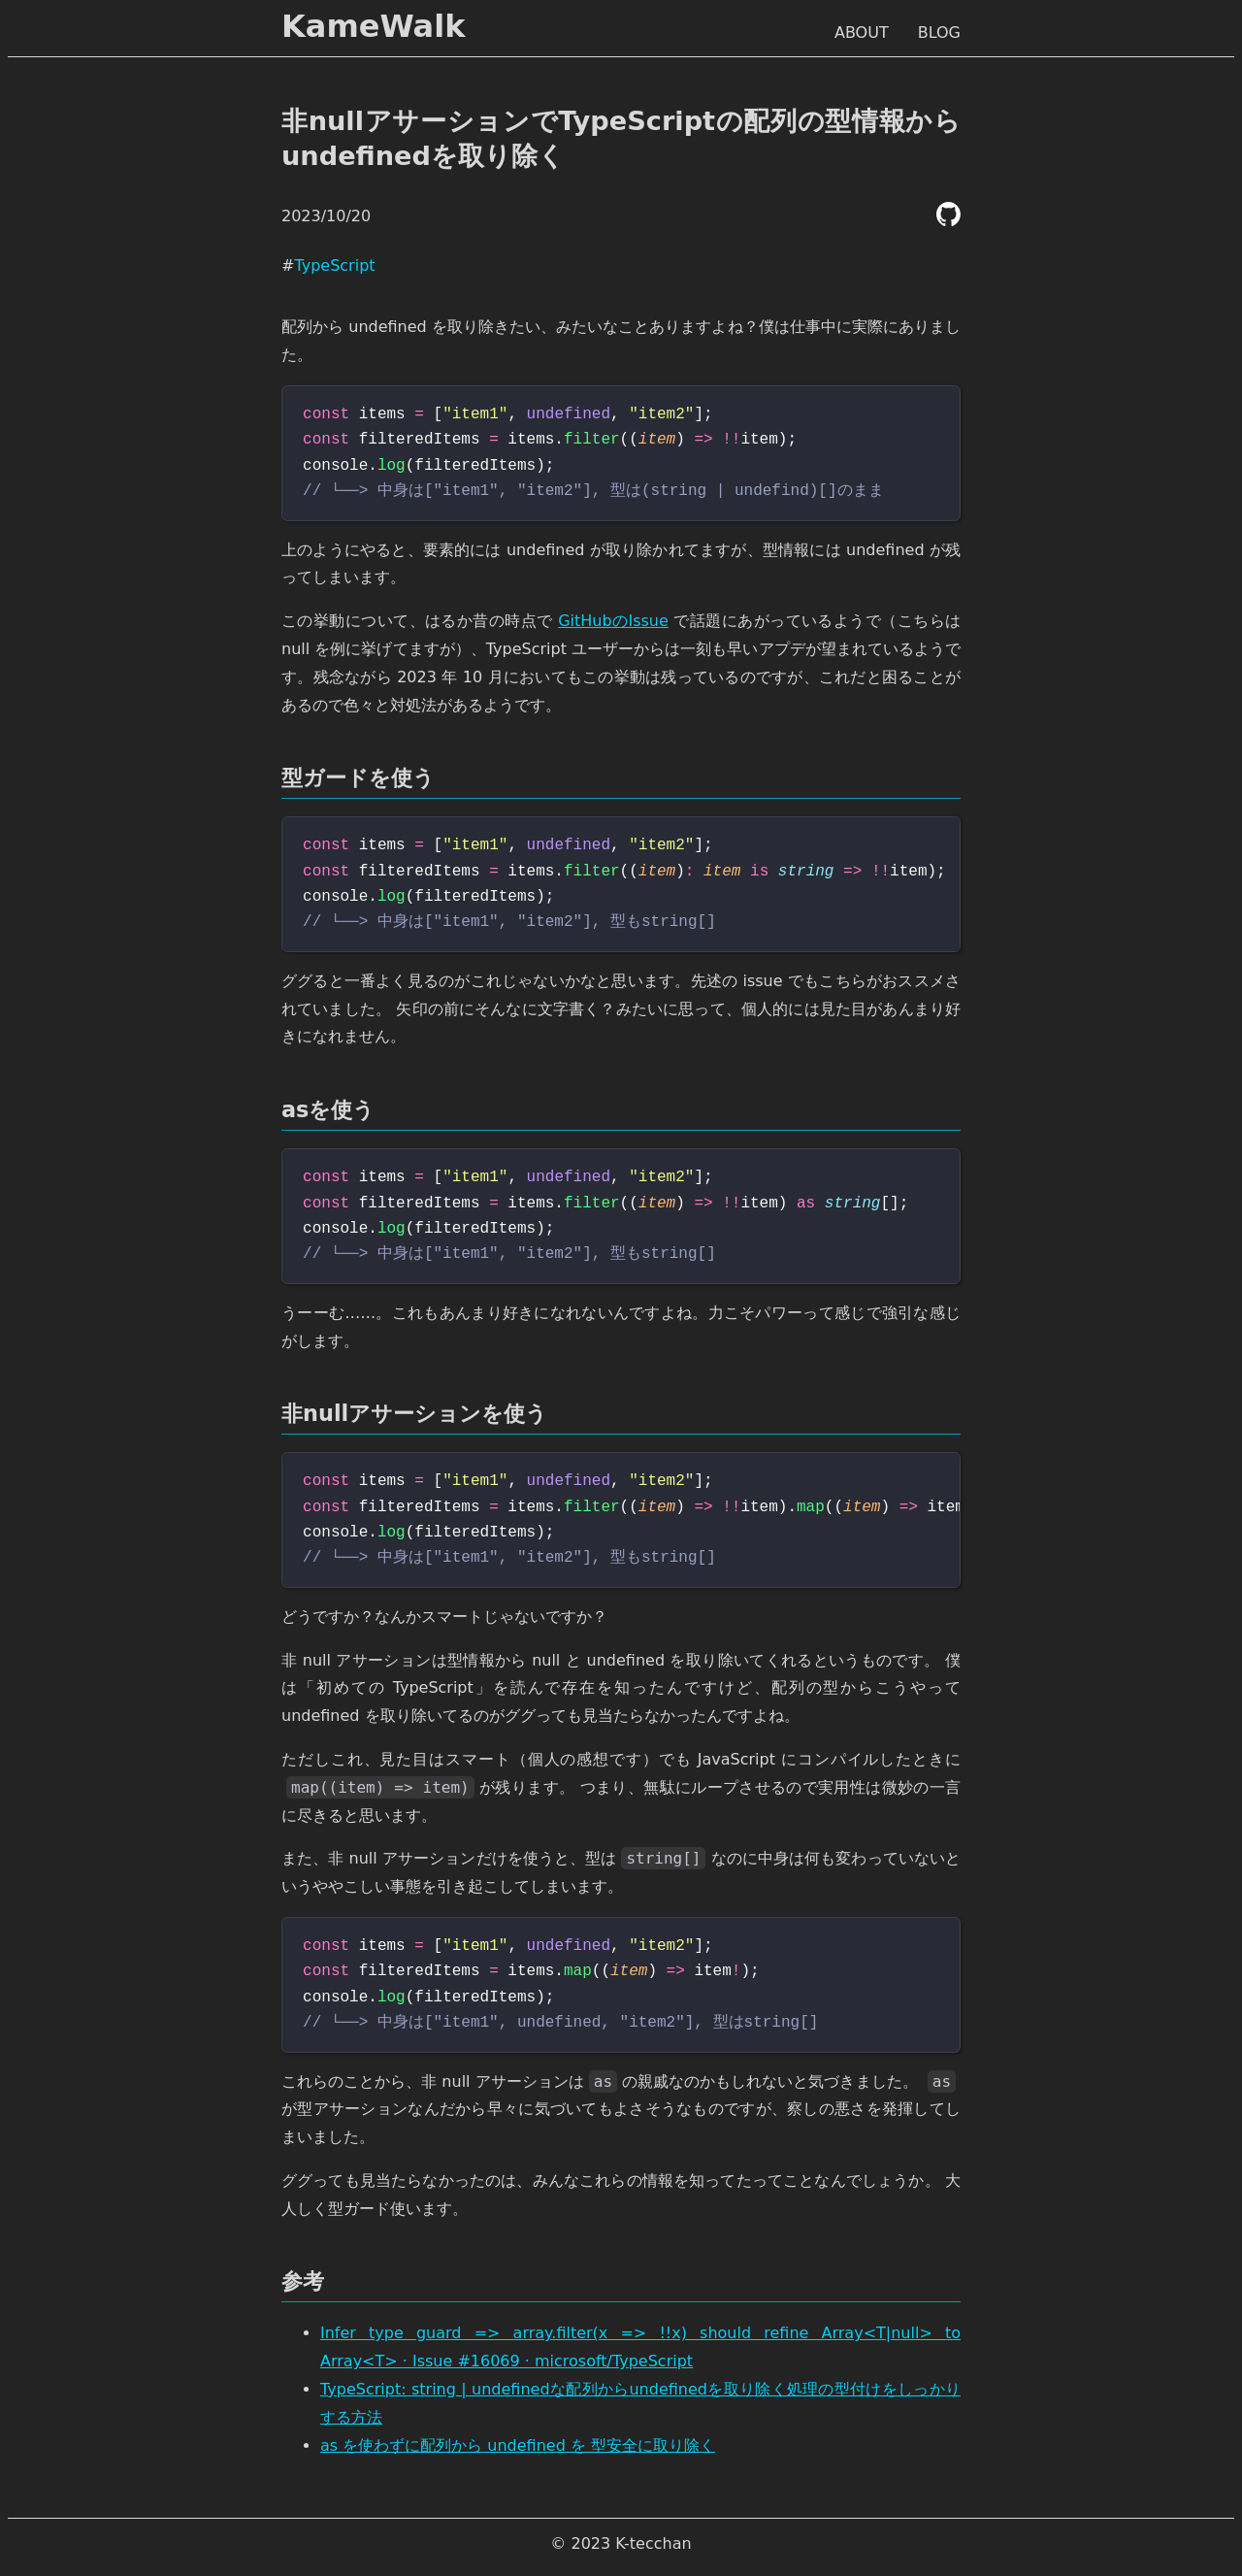 KameWalk
ABOUT BLOG
非nullアサーションでTypeScriptの配列の型情報から
undefinedを取り除く
2023/10/20
#TypeScript
配列から undefined を取り除きたい、みたいなことありますよね？僕は仕事中に実際にありまし
た。
const items = ["item1", undefined, "item2"];
const filteredItems = items.filter((item) => !!item);
console.log(filteredItems);
// └──> 中身は["item1", "item2"], 型は(string | undefind)[]のまま
上のようにやると、要素的には undefined が取り除かれてますが、型情報には undefined が残
ってしまいます。
この挙動について、はるか昔の時点で GitHubのIssue で話題にあがっているようで（こちらは
null を例に挙げてますが）、TypeScript ユーザーからは一刻も早いアプデが望まれているようで
す。残念ながら 2023 年 10 月においてもこの挙動は残っているのですが、これだと困ることが
あるので色々と対処法があるようです。
型ガードを使う
const items = ["item1", undefined, "item2"];
const filteredItems = items.filter((item): item is string => !!item);
console.log(filteredItems);
// └──> 中身は["item1", "item2"], 型もstring[]
ググると一番よく見るのがこれじゃないかなと思います。先述の issue でもこちらがおススメさ
れていました。 矢印の前にそんなに文字書く？みたいに思って、個人的には見た目があんまり好
きになれません。
asを使う
const items = ["item1", undefined, "item2"];
const filteredItems = items.filter((item) => !!item) as string[];
console.log(filteredItems);
// └──> 中身は["item1", "item2"], 型もstring[]
うーーむ……。これもあんまり好きになれないんですよね。力こそパワーって感じで強引な感じ
がします。
非nullアサーションを使う
const items = ["item1", undefined, "item2"];
const filteredItems = items.filter((item) => !!item).map((item) => item
console.log(filteredItems);
// └──> 中身は["item1", "item2"], 型もstring[]
どうですか？なんかスマートじゃないですか？
非 null アサーションは型情報から null と undefined を取り除いてくれるというものです。 僕
は「初めての TypeScript」を読んで存在を知ったんですけど、配列の型からこうやって
undefined を取り除いてるのがググっても見当たらなかったんですよね。
ただしこれ、見た目はスマート（個人の感想です）でも JavaScript にコンパイルしたときに
map((item) => item) が残ります。 つまり、無駄にループさせるので実用性は微妙の一言
に尽きると思います。
また、非 null アサーションだけを使うと、型は string[] なのに中身は何も変わっていないと
いうややこしい事態を引き起こしてしまいます。
const items = ["item1", undefined, "item2"];
const filteredItems = items.map((item) => item!);
console.log(filteredItems);
// └──> 中身は["item1", undefined, "item2"], 型はstring[]
これらのことから、非 null アサーションは as の親戚なのかもしれないと気づきました。 as
が型アサーションなんだから早々に気づいてもよさそうなものですが、察しの悪さを発揮してし
まいました。
ググっても見当たらなかったのは、みんなこれらの情報を知ってたってことなんでしょうか。 大
人しく型ガード使います。
参考
Infer type guard => array.filter(x => !!x) should refine Array<T|null> to
Array<T> · Issue #16069 · microsoft/TypeScript
TypeScript: string | undefinedな配列からundefinedを取り除く処理の型付けをしっかり
する方法
as を使わずに配列から undefined を 型安全に取り除く
© 2023 K-tecchan